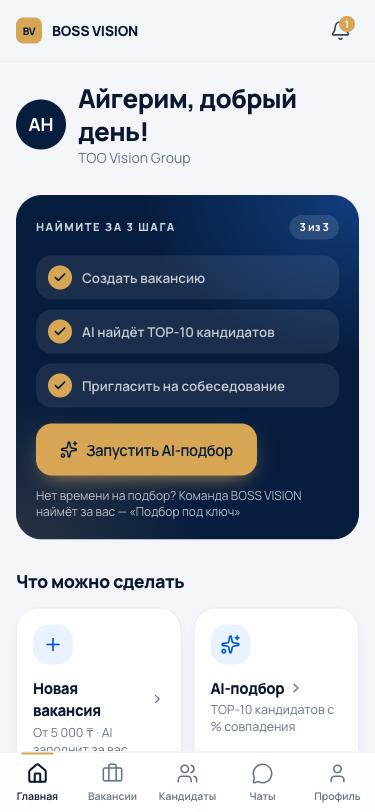 BV BOSS VISION
1
АН
Айгерим, добрый
день!
ТОО Vision Group
НАЙМИТЕ ЗА 3 ШАГА
3 из 3
Создать вакансию
AI найдёт TOP-10 кандидатов
Пригласить на собеседование
Запустить AI-подбор
Нет времени на подбор? Команда BOSS VISION
наймёт за вас — «Подбор под ключ»
Что можно сделать
Новая
вакансия
От 5 000 ₸ · AI
заполнит за вас
AI-подбор
TOP-10 кандидатов с
% совпадения
Главная
Вакансии
Кандидаты
Чаты
Профиль